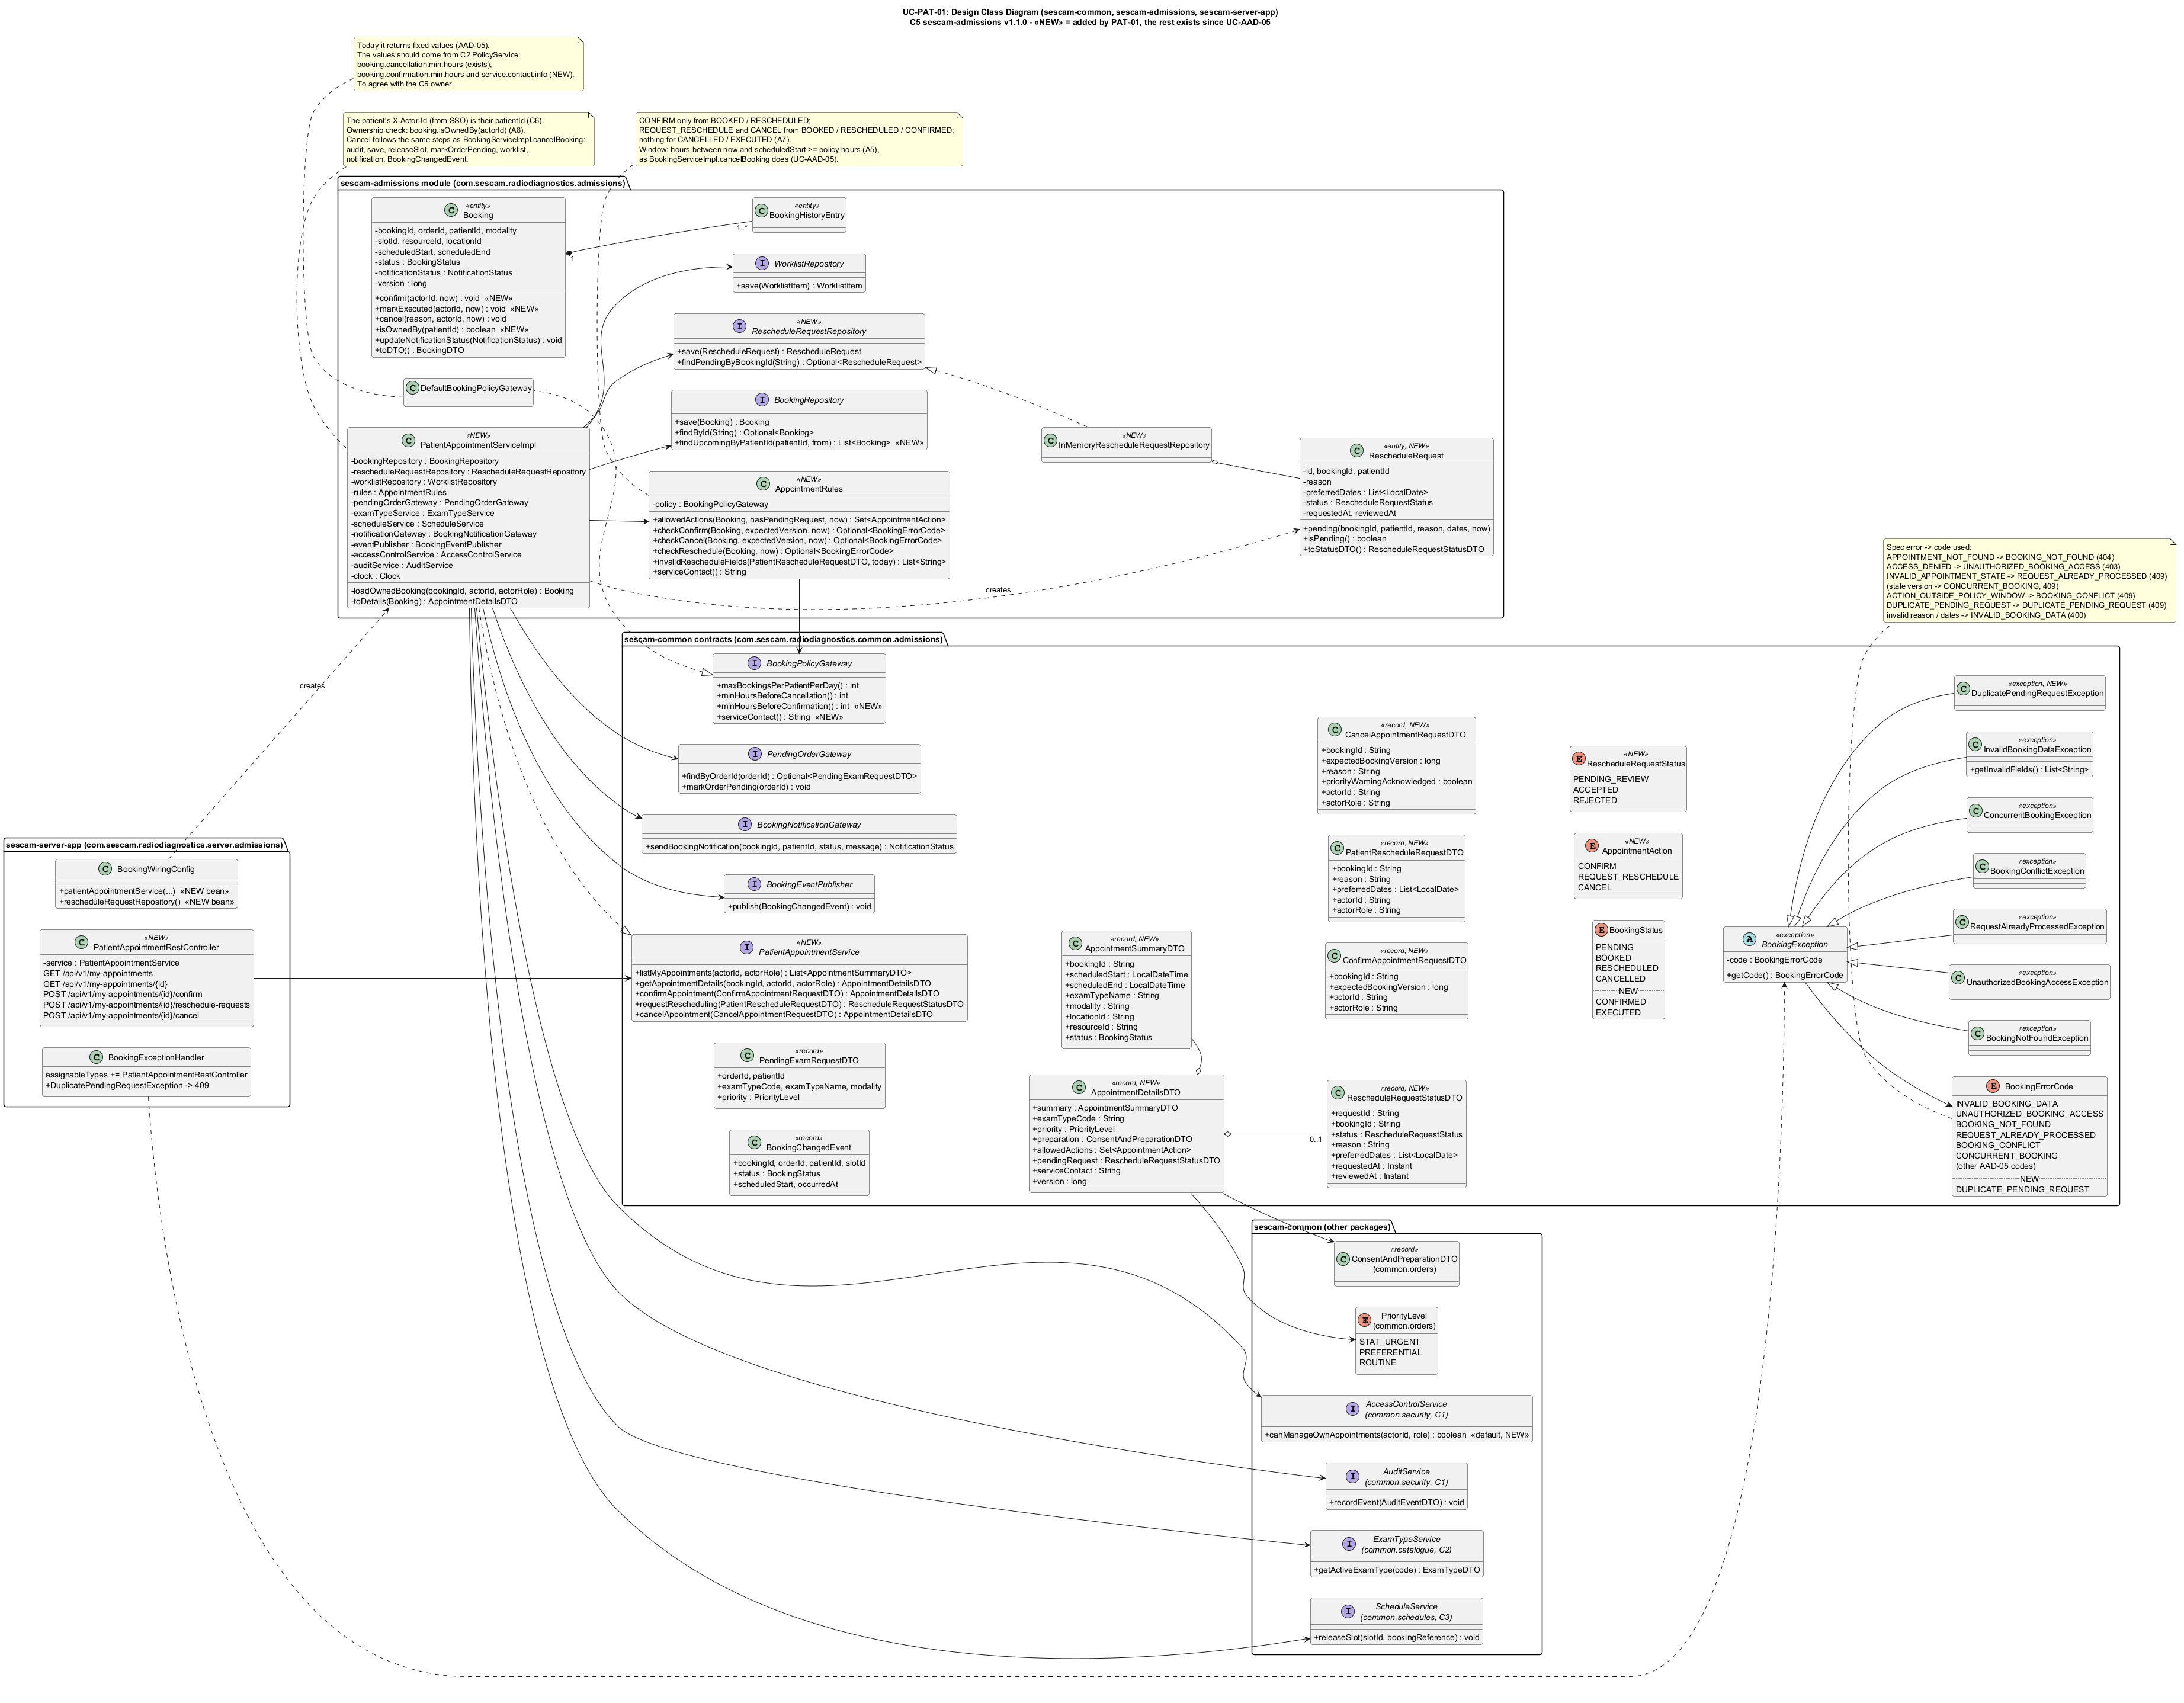 UC-PAT-01: Design Class Diagram (sescam-common, sescam-admissions, sescam-server-app)
C5 sescam-admissions v1.1.0 - «NEW» = added by PAT-01, the rest exists since UC-AAD-05
Today it returns fixed values (AAD-05).
The values should come from C2 PolicyService:
booking.cancellation.min.hours (exists),
booking.confirmation.min.hours and service.contact.info (NEW).
To agree with the C5 owner.
The patient's X-Actor-Id (from SSO) is their patientId (C6).
Ownership check: booking.isOwnedBy(actorId) (A8).
Cancel follows the same steps as BookingServiceImpl.cancelBooking:
audit, save, releaseSlot, markOrderPending, worklist,
notification, BookingChangedEvent.
CONFIRM only from BOOKED / RESCHEDULED;
REQUEST_RESCHEDULE and CANCEL from BOOKED / RESCHEDULED / CONFIRMED;
nothing for CANCELLED / EXECUTED (A7).
Window: hours between now and scheduledStart >= policy hours (A5),
as BookingServiceImpl.cancelBooking does (UC-AAD-05).
sescam-admissions module (com.sescam.radiodiagnostics.admissions)
C
«entity»
Booking
-bookingId, orderId, patientId, modality
-slotId, resourceId, locationId
-scheduledStart, scheduledEnd
-status : BookingStatus
-notificationStatus : NotificationStatus
-version : long
+confirm(actorId, now) : void «NEW»
+markExecuted(actorId, now) : void «NEW»
+cancel(reason, actorId, now) : void
+isOwnedBy(patientId) : boolean «NEW»
+updateNotificationStatus(NotificationStatus) : void
+toDTO() : BookingDTO
1
1..*
C
«entity»
BookingHistoryEntry
I
WorklistRepository
+save(WorklistItem) : WorklistItem
I
«NEW»
RescheduleRequestRepository
+save(RescheduleRequest) : RescheduleRequest
+findPendingByBookingId(String) : Optional<RescheduleRequest>
C
DefaultBookingPolicyGateway
I
BookingRepository
+save(Booking) : Booking
+findById(String) : Optional<Booking>
+findUpcomingByPatientId(patientId, from) : List<Booking> «NEW»
C
«NEW»
PatientAppointmentServiceImpl
-bookingRepository : BookingRepository
-rescheduleRequestRepository : RescheduleRequestRepository
-worklistRepository : WorklistRepository
-rules : AppointmentRules
-pendingOrderGateway : PendingOrderGateway
-examTypeService : ExamTypeService
-scheduleService : ScheduleService
-notificationGateway : BookingNotificationGateway
-eventPublisher : BookingEventPublisher
-accessControlService : AccessControlService
-auditService : AuditService
-clock : Clock
-loadOwnedBooking(bookingId, actorId, actorRole) : Booking
-toDetails(Booking) : AppointmentDetailsDTO
C
«NEW»
AppointmentRules
-policy : BookingPolicyGateway
+allowedActions(Booking, hasPendingRequest, now) : Set<AppointmentAction>
+checkConfirm(Booking, expectedVersion, now) : Optional<BookingErrorCode>
+checkCancel(Booking, expectedVersion, now) : Optional<BookingErrorCode>
+checkReschedule(Booking, now) : Optional<BookingErrorCode>
+invalidRescheduleFields(PatientRescheduleRequestDTO, today) : List<String>
+serviceContact() : String
C
«NEW»
InMemoryRescheduleRequestRepository
C
«entity, NEW»
RescheduleRequest
-id, bookingId, patientId
-reason
-preferredDates : List<LocalDate>
-status : RescheduleRequestStatus
-requestedAt, reviewedAt
+pending(bookingId, patientId, reason, dates, now)
+isPending() : boolean
+toStatusDTO() : RescheduleRequestStatusDTO
creates
Spec error -> code used:
APPOINTMENT_NOT_FOUND -> BOOKING_NOT_FOUND (404)
ACCESS_DENIED -> UNAUTHORIZED_BOOKING_ACCESS (403)
INVALID_APPOINTMENT_STATE -> REQUEST_ALREADY_PROCESSED (409)
(stale version -> CONCURRENT_BOOKING, 409)
ACTION_OUTSIDE_POLICY_WINDOW -> BOOKING_CONFLICT (409)
DUPLICATE_PENDING_REQUEST -> DUPLICATE_PENDING_REQUEST (409)
invalid reason / dates -> INVALID_BOOKING_DATA (400)
sescam-common contracts (com.sescam.radiodiagnostics.common.admissions)
I
BookingPolicyGateway
+maxBookingsPerPatientPerDay() : int
+minHoursBeforeCancellation() : int
+minHoursBeforeConfirmation() : int «NEW»
+serviceContact() : String «NEW»
I
PendingOrderGateway
+findByOrderId(orderId) : Optional<PendingExamRequestDTO>
+markOrderPending(orderId) : void
I
BookingNotificationGateway
+sendBookingNotification(bookingId, patientId, status, message) : NotificationStatus
I
BookingEventPublisher
+publish(BookingChangedEvent) : void
I
«NEW»
PatientAppointmentService
+listMyAppointments(actorId, actorRole) : List<AppointmentSummaryDTO>
+getAppointmentDetails(bookingId, actorId, actorRole) : AppointmentDetailsDTO
+confirmAppointment(ConfirmAppointmentRequestDTO) : AppointmentDetailsDTO
+requestRescheduling(PatientRescheduleRequestDTO) : RescheduleRequestStatusDTO
+cancelAppointment(CancelAppointmentRequestDTO) : AppointmentDetailsDTO
C
«record»
PendingExamRequestDTO
+orderId, patientId
+examTypeCode, examTypeName, modality
+priority : PriorityLevel
C
«record»
BookingChangedEvent
+bookingId, orderId, patientId, slotId
+status : BookingStatus
+scheduledStart, occurredAt
C
«record, NEW»
AppointmentSummaryDTO
+bookingId : String
+scheduledStart : LocalDateTime
+scheduledEnd : LocalDateTime
+examTypeName : String
+modality : String
+locationId : String
+resourceId : String
+status : BookingStatus
C
«record, NEW»
AppointmentDetailsDTO
+summary : AppointmentSummaryDTO
+examTypeCode : String
+priority : PriorityLevel
+preparation : ConsentAndPreparationDTO
+allowedActions : Set<AppointmentAction>
+pendingRequest : RescheduleRequestStatusDTO
+serviceContact : String
+version : long
0..1
C
«record, NEW»
CancelAppointmentRequestDTO
+bookingId : String
+expectedBookingVersion : long
+reason : String
+priorityWarningAcknowledged : boolean
+actorId : String
+actorRole : String
C
«record, NEW»
PatientRescheduleRequestDTO
+bookingId : String
+reason : String
+preferredDates : List<LocalDate>
+actorId : String
+actorRole : String
C
«record, NEW»
ConfirmAppointmentRequestDTO
+bookingId : String
+expectedBookingVersion : long
+actorId : String
+actorRole : String
C
«record, NEW»
RescheduleRequestStatusDTO
+requestId : String
+bookingId : String
+status : RescheduleRequestStatus
+reason : String
+preferredDates : List<LocalDate>
+requestedAt : Instant
+reviewedAt : Instant
E
«NEW»
RescheduleRequestStatus
PENDING_REVIEW
ACCEPTED
REJECTED
E
«NEW»
AppointmentAction
CONFIRM
REQUEST_RESCHEDULE
CANCEL
E
BookingStatus
PENDING
BOOKED
RESCHEDULED
CANCELLED
NEW
CONFIRMED
EXECUTED
A
«exception»
BookingException
-code : BookingErrorCode
+getCode() : BookingErrorCode
C
«exception, NEW»
DuplicatePendingRequestException
C
«exception»
InvalidBookingDataException
+getInvalidFields() : List<String>
C
«exception»
ConcurrentBookingException
C
«exception»
BookingConflictException
C
«exception»
RequestAlreadyProcessedException
C
«exception»
UnauthorizedBookingAccessException
C
«exception»
BookingNotFoundException
E
BookingErrorCode
INVALID_BOOKING_DATA
UNAUTHORIZED_BOOKING_ACCESS
BOOKING_NOT_FOUND
REQUEST_ALREADY_PROCESSED
BOOKING_CONFLICT
CONCURRENT_BOOKING
(other AAD-05 codes)
NEW
DUPLICATE_PENDING_REQUEST
creates
sescam-server-app (com.sescam.radiodiagnostics.server.admissions)
C
BookingWiringConfig
+patientAppointmentService(...) «NEW bean»
+rescheduleRequestRepository() «NEW bean»
C
«NEW»
PatientAppointmentRestController
-service : PatientAppointmentService
GET /api/v1/my-appointments
GET /api/v1/my-appointments/{id}
POST /api/v1/my-appointments/{id}/confirm
POST /api/v1/my-appointments/{id}/reschedule-requests
POST /api/v1/my-appointments/{id}/cancel
C
BookingExceptionHandler
assignableTypes += PatientAppointmentRestController
+DuplicatePendingRequestException -> 409
sescam-common (other packages)
C
«record»
ConsentAndPreparationDTO
(common.orders)
E
PriorityLevel
(common.orders)
STAT_URGENT
PREFERENTIAL
ROUTINE
I
AccessControlService
(common.security, C1)
+canManageOwnAppointments(actorId, role) : boolean «default, NEW»
I
AuditService
(common.security, C1)
+recordEvent(AuditEventDTO) : void
I
ExamTypeService
(common.catalogue, C2)
+getActiveExamType(code) : ExamTypeDTO
I
ScheduleService
(common.schedules, C3)
+releaseSlot(slotId, bookingReference) : void